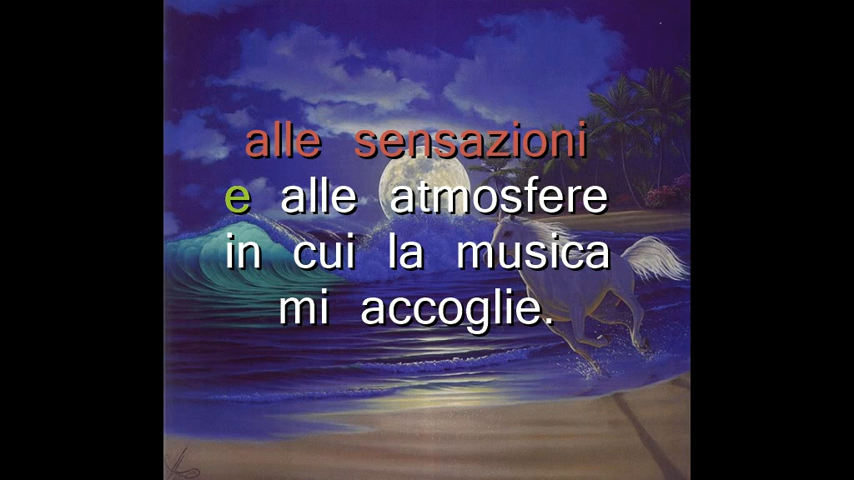 alle sensazioni
e alle atmosfere
in cui la musica
mi accoglie.